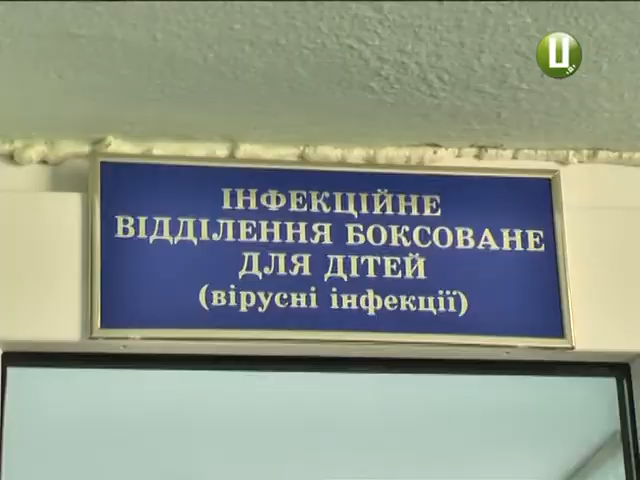 Ц
ІНФЕКЦІЙНЕ
ВІДДІЛЕННЯ БОКСОВАНЕ
ДЛЯ ДІТЕЙ
(вірусні інфекції)